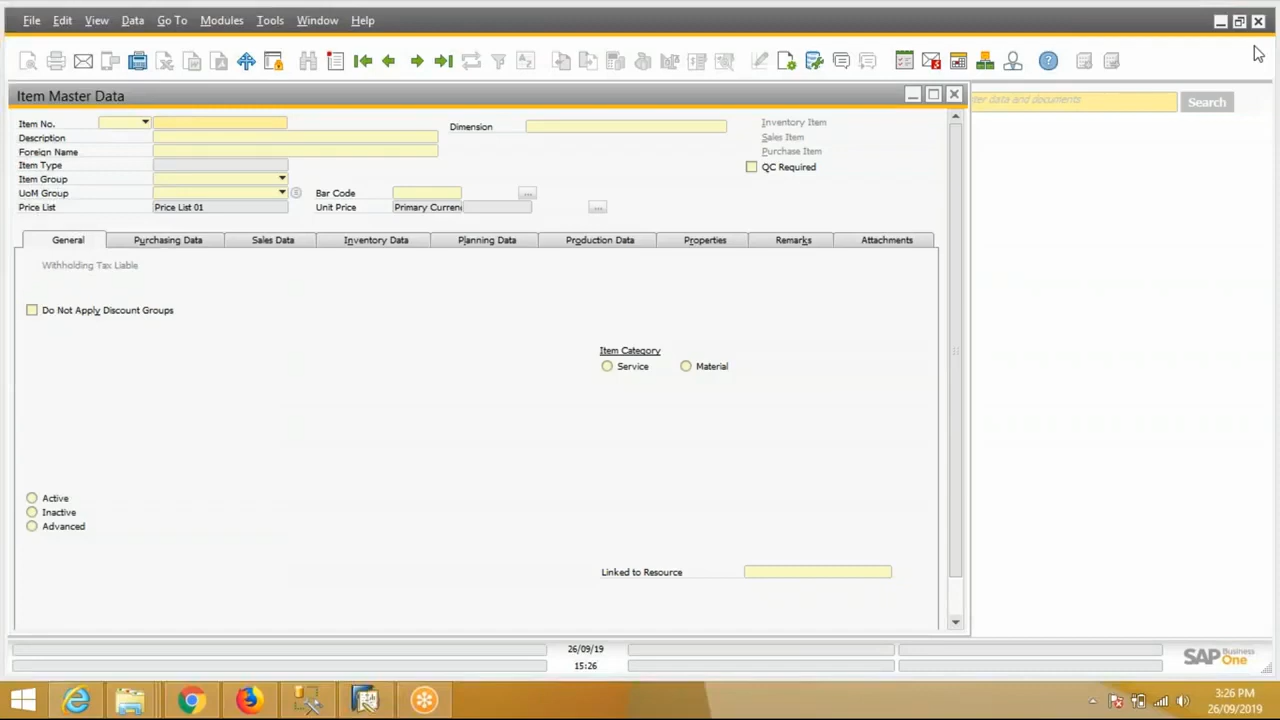 File Edit View Data Go To Modules Tools Window Help
Item Master Data
ter data and documents Search
Item No.
Description
Foreign Name
Item Type
Item Group
UoM Group
Price List Price List 01
Dimension
Bar Code ...
Unit Price Primary Curren ...
Inventory Item
Sales Item
Purchase Item
QC Required
General Purchasing Data Sales Data Inventory Data Planning Data Production Data Properties Remarks Attachments
Withholding Tax Liable
Do Not Apply Discount Groups
Item Category
Service Material
Active
Inactive
Advanced
Linked to Resource
26/09/19
15:26
SAP Business One
3:26 PM
26/09/2019